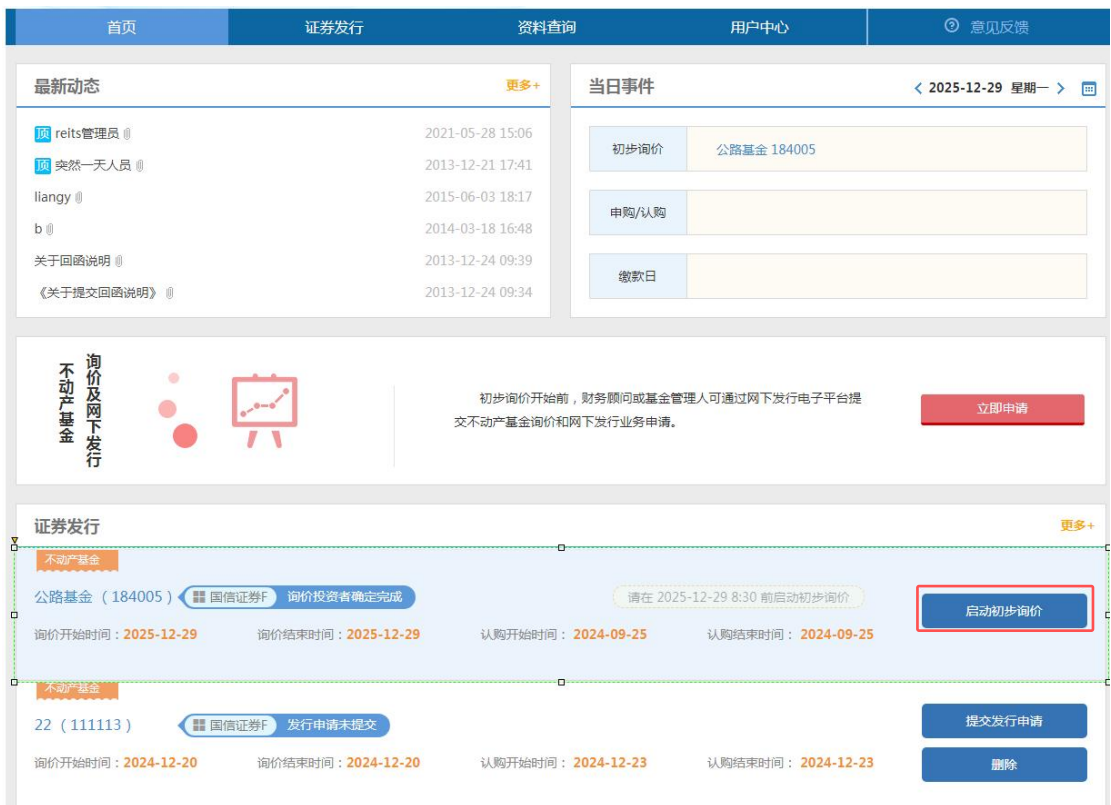 首页 证券发行 资料查询 用户中心 意见反馈
最新动态 更多+
顶 reits管理员 2021-05-28 15:06
顶 突然一天人员 2013-12-21 17:41
liangy 2015-06-03 18:17
b 2014-03-18 16:48
关于回函说明 2013-12-24 09:39
《关于提交回函说明》 2013-12-24 09:34
当日事件 2025-12-29 星期一
初步询价 公路基金 184005
申购/认购
缴款日
不动产基金
询价及网下发行
初步询价开始前，财务顾问或基金管理人可通过网下发行电子平台提
交不动产基金询价和网下发行业务申请。
立即申请
证券发行 更多+
不动产基金
公路基金 （184005） 国信证券F 询价投资者确定完成 请在 2025-12-29 8:30 前启动初步询价 启动初步询价
询价开始时间：2025-12-29 询价结束时间：2025-12-29 认购开始时间： 2024-09-25 认购结束时间： 2024-09-25
不动产基金
22 （111113） 国信证券F 发行申请未提交 提交发行申请
询价开始时间：2024-12-20 询价结束时间：2024-12-20 认购开始时间： 2024-12-23 认购结束时间： 2024-12-23 删除